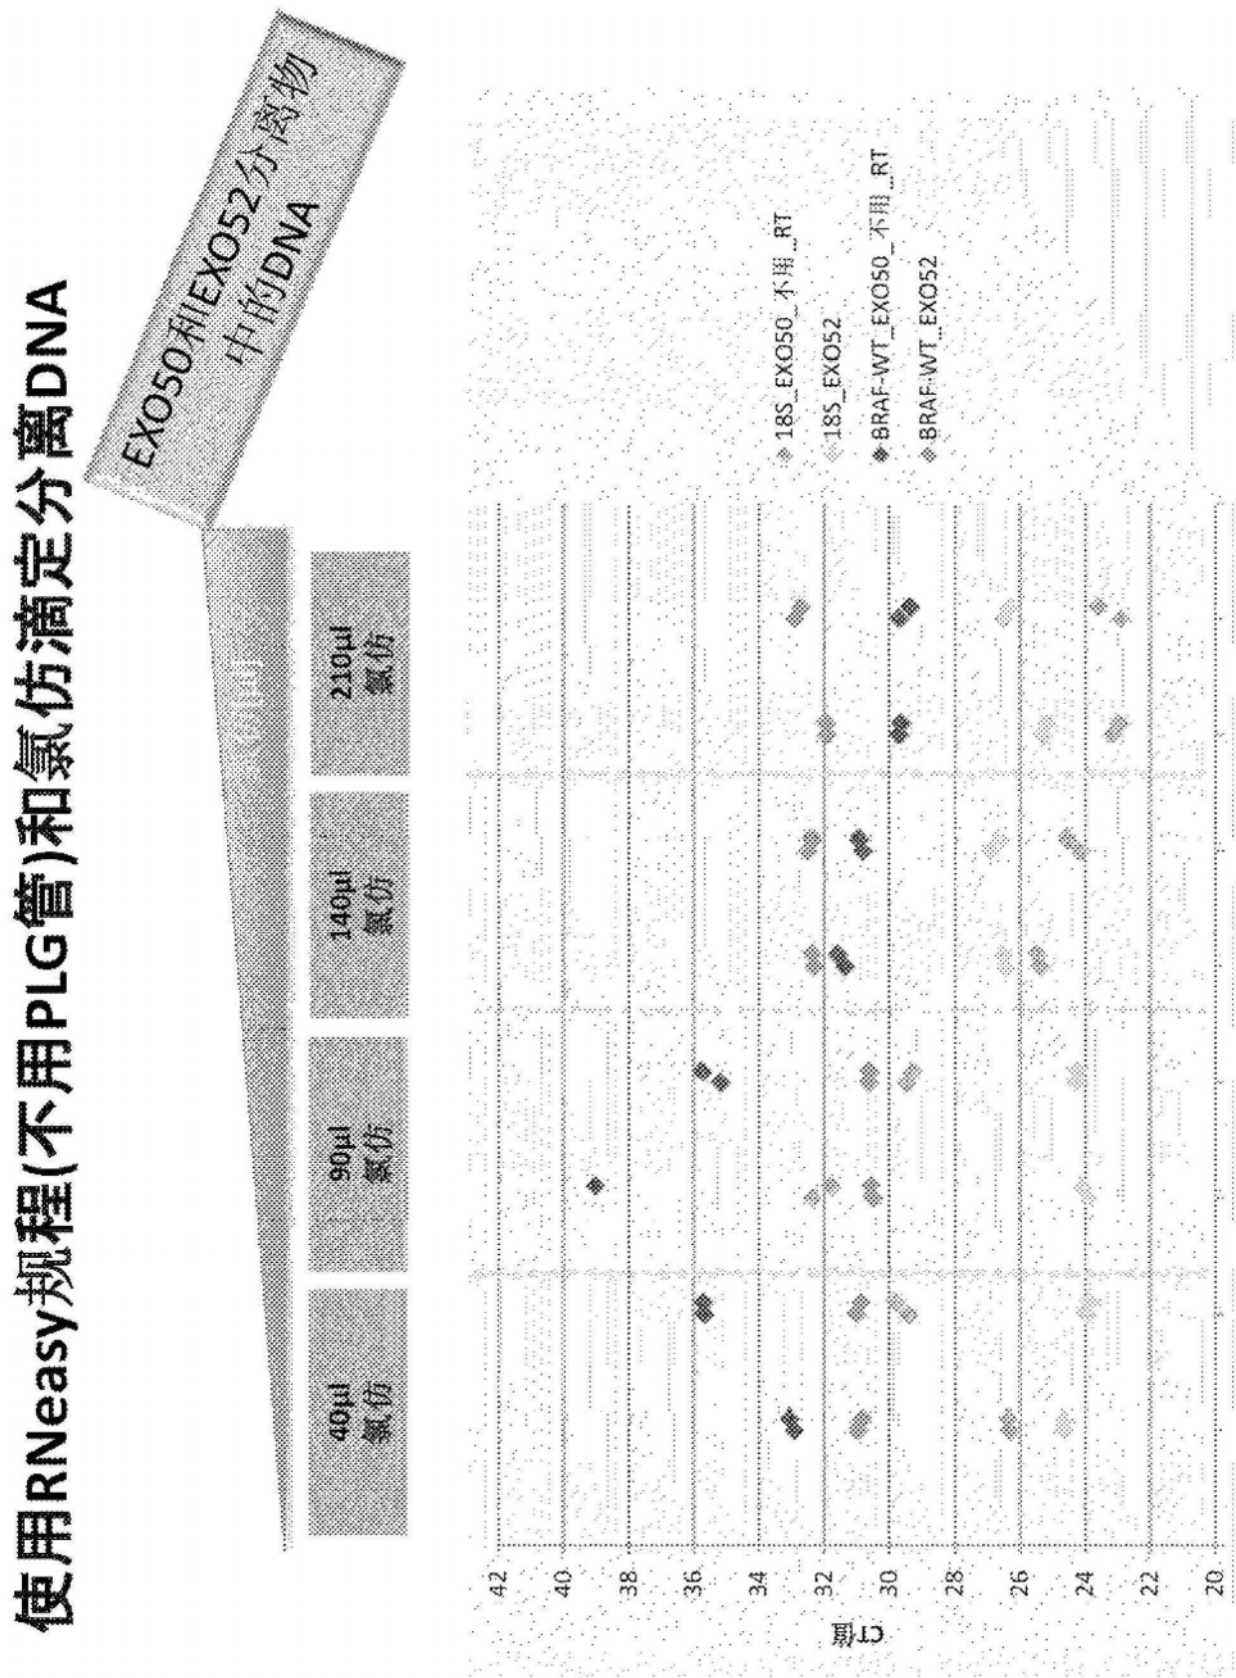 使用RNeasy规程(不用PLG管)和氯仿滴定分离DNA
EXO50和EXO52分离物
中的DNA
40µl
氯仿
90µl
氯仿
140µl
氯仿
210µl
氯仿
CT值
42
40
38
36
34
32
30
28
26
24
22
20
18S_EXO50_不用_RT
18S_EXO52
BRAF-WT_EXO50_不用_RT
BRAF-WT_EXO52